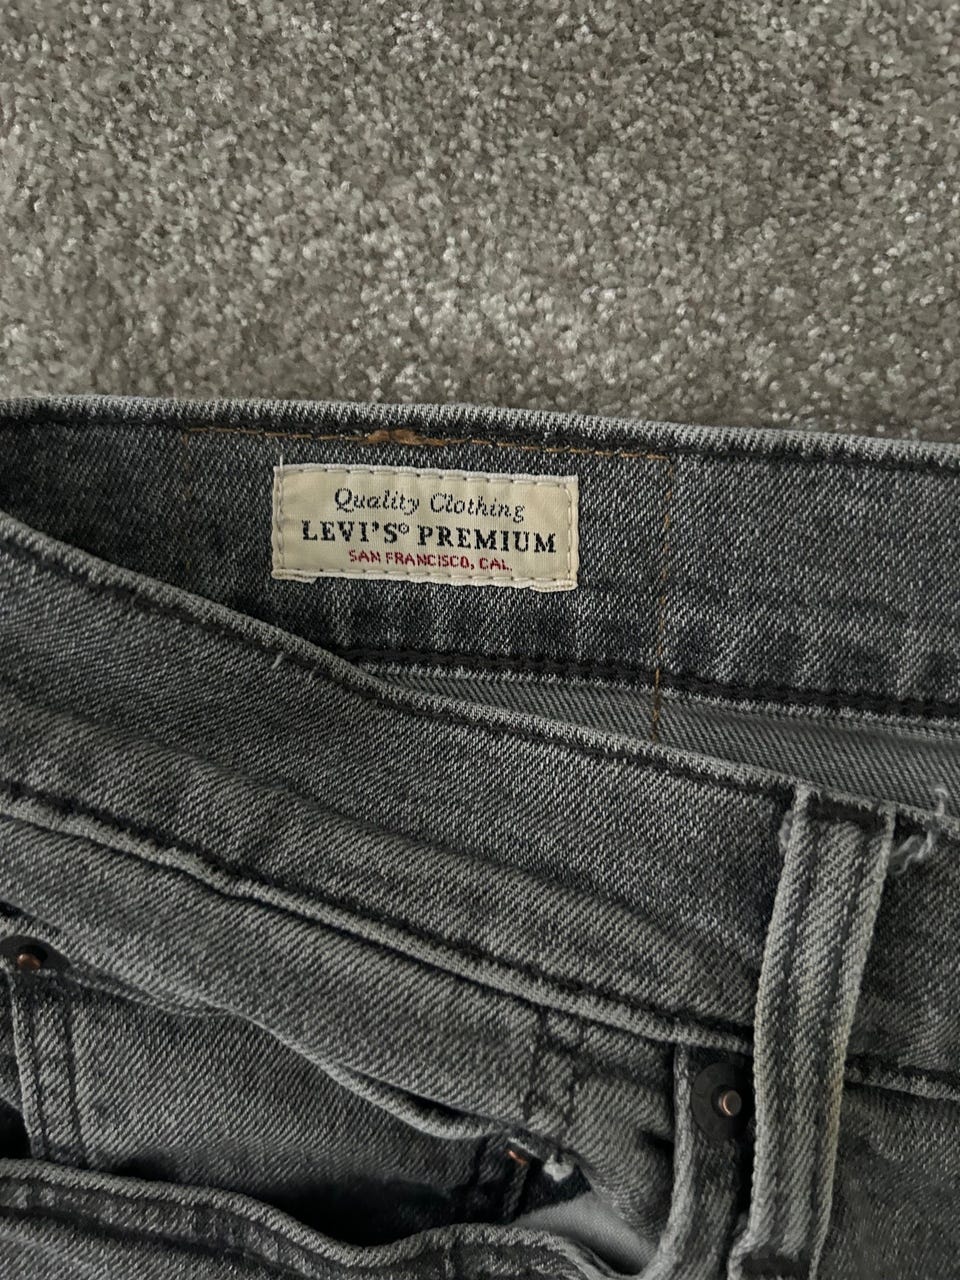 Quality Clothing
LEVI'S® PREMIUM
SAN FRANCISCO, CAL.